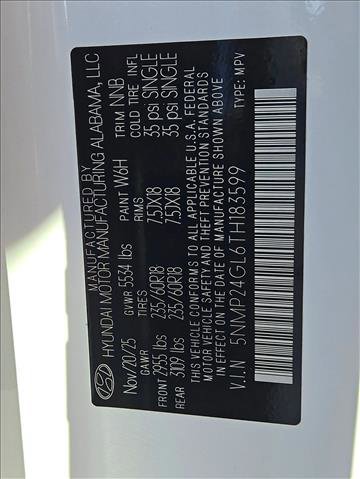 MANUFACTURED BY
HYUNDAI MOTOR MANUFACTURING ALABAMA, LLC
Nov/20/25 GVWR 5534 lbs PAINT W6H TRIM NNB
GAWR TIRES RIMS COLD TIRE INFL
FRONT 2955 lbs 235/60R18 7.5JX18 35 psi SINGLE
REAR 3109 lbs 235/60R18 7.5JX18 35 psi SINGLE
THIS VEHICLE CONFORMS TO ALL APPLICABLE U.S.A. FEDERAL
MOTOR VEHICLE SAFETY, BUMPER, AND THEFT PREVENTION
STANDARDS IN EFFECT ON THE DATE OF MANUFACTURE SHOWN ABOVE
V.I.N 5NMP24GL6TH183599 TYPE: MPV